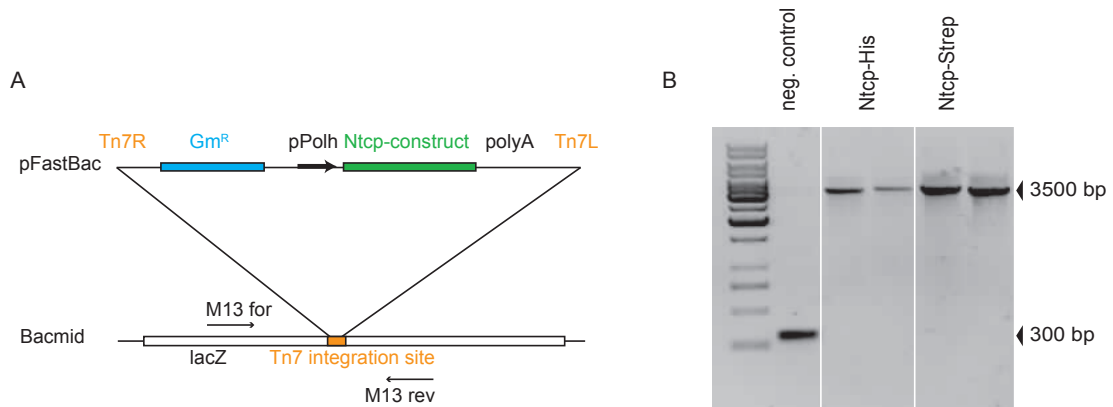 A
Tn7R Gmᴿ pPolh Ntcp-construct polyA Tn7L
pFastBac
M13 for
Bacmid
lacZ Tn7 integration site
M13 rev
B
neg. control
Ntcp-His
Ntcp-Strep
3500 bp
300 bp